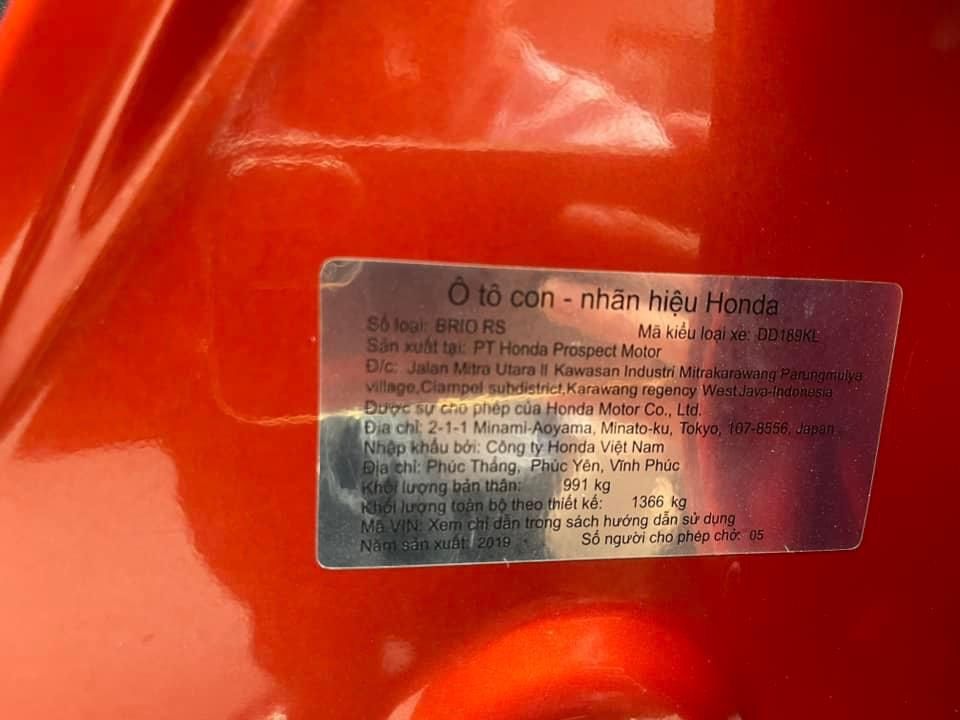 Ô tô con - nhãn hiệu Honda
Số loại: BRIO RS Mã kiểu loại xe: DD189KL
Sản xuất tại: PT Honda Prospect Motor
Đ/c: Jalan Mitra Utara II Kawasan Industri Mitrakarawang Parungmulya
village,Ciampel subdistrict,Karawang regency WestJava-Indonesia
Được sự cho phép của Honda Motor Co., Ltd.
Địa chỉ: 2-1-1 Minami-Aoyama, Minato-ku, Tokyo, 107-8556, Japan
Nhập khẩu bởi: Công ty Honda Việt Nam
Địa chỉ: Phúc Thắng, Phúc Yên, Vĩnh Phúc
Khối lượng bản thân: 991 kg
Khối lượng toàn bộ theo thiết kế: 1366 kg
Mã VIN: Xem chỉ dẫn trong sách hướng dẫn sử dụng
Năm sản xuất: 2019 Số người cho phép chở: 05